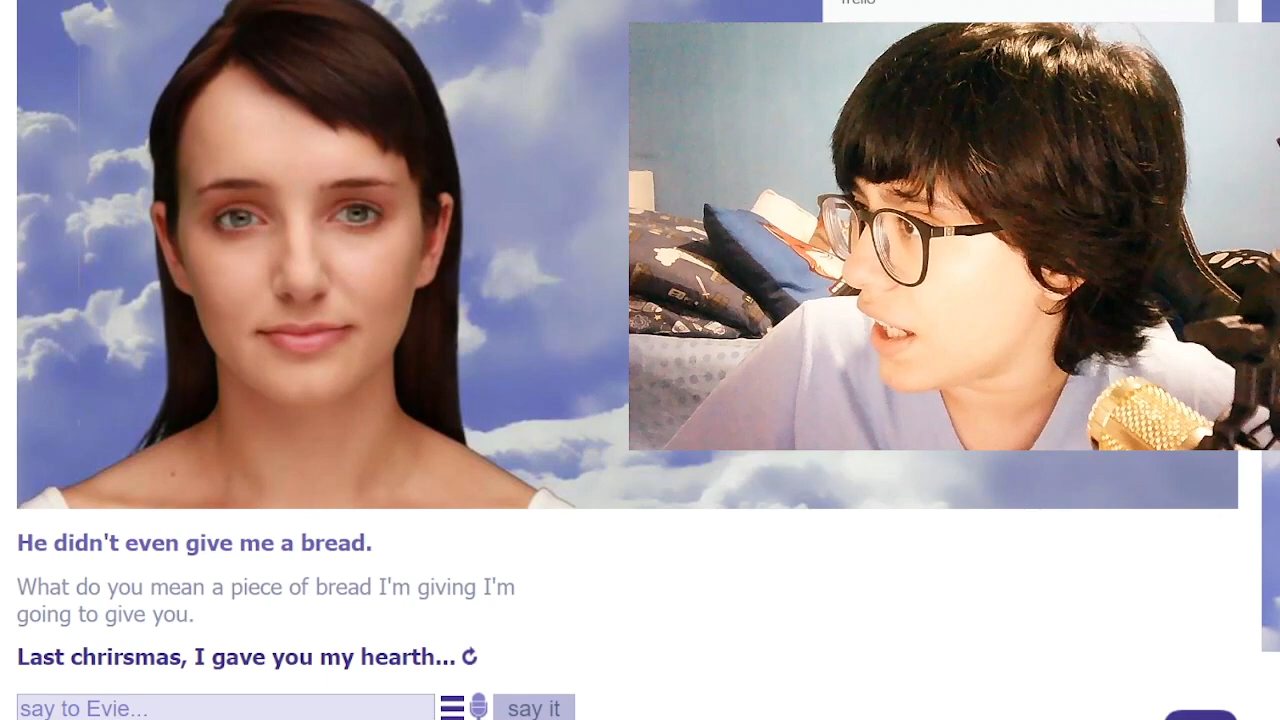 He didn't even give me a bread.
What do you mean a piece of bread I'm giving I'm
going to give you.
Last chrirsmas, I gave you my hearth...
say to Evie...
say it